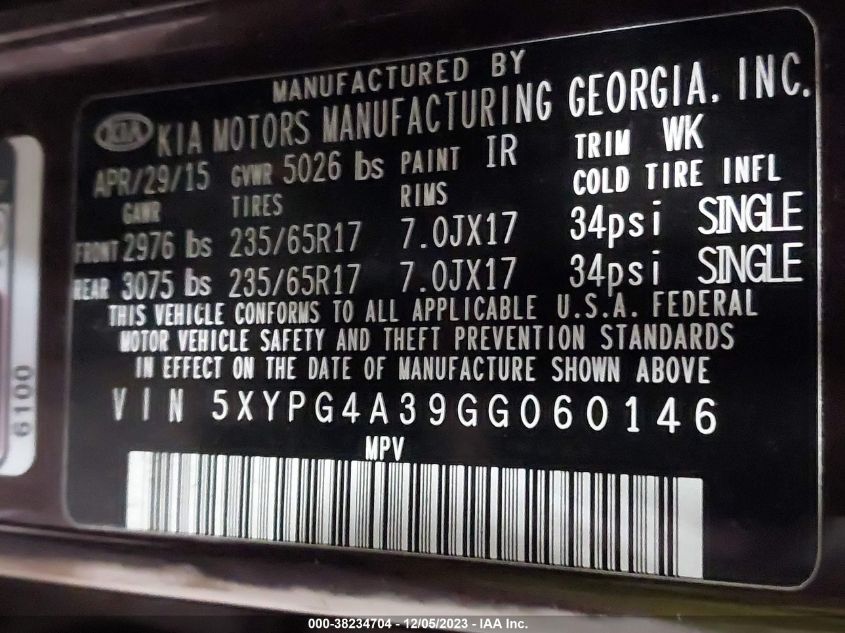 MANUFACTURED BY
KIA KIA MOTORS MANUFACTURING GEORGIA, INC.
APR/29/15 GVWR 5026 lbs PAINT IR TRIM WK
GAWR TIRES RIMS COLD TIRE INFL
FRONT 2976 lbs 235/65R17 7.0JX17 34psi SINGLE
REAR 3075 lbs 235/65R17 7.0JX17 34psi SINGLE
THIS VEHICLE CONFORMS TO ALL APPLICABLE U.S.A. FEDERAL
MOTOR VEHICLE SAFETY AND THEFT PREVENTION STANDARDS
IN EFFECT ON THE DATE OF MANUFACTURE SHOWN ABOVE
VIN 5XYPG4A39GG060146
MPV
6100
000-38234704 - 12/05/2023 - IAA Inc.